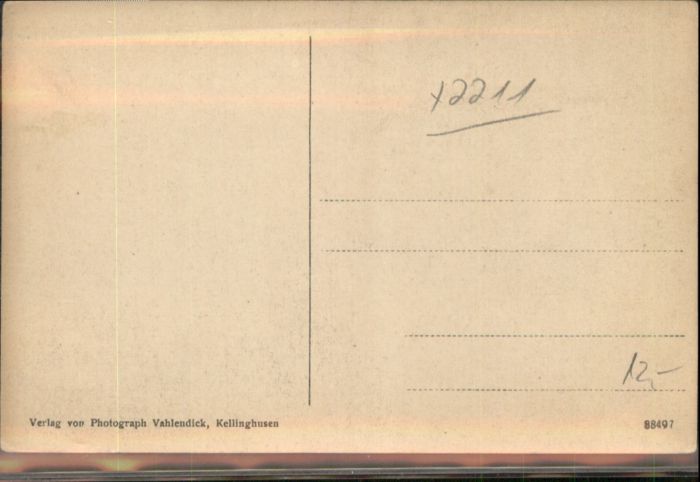 x2211
12,-
Verlag von Photograph Vahlendick, Kellinghusen
88497